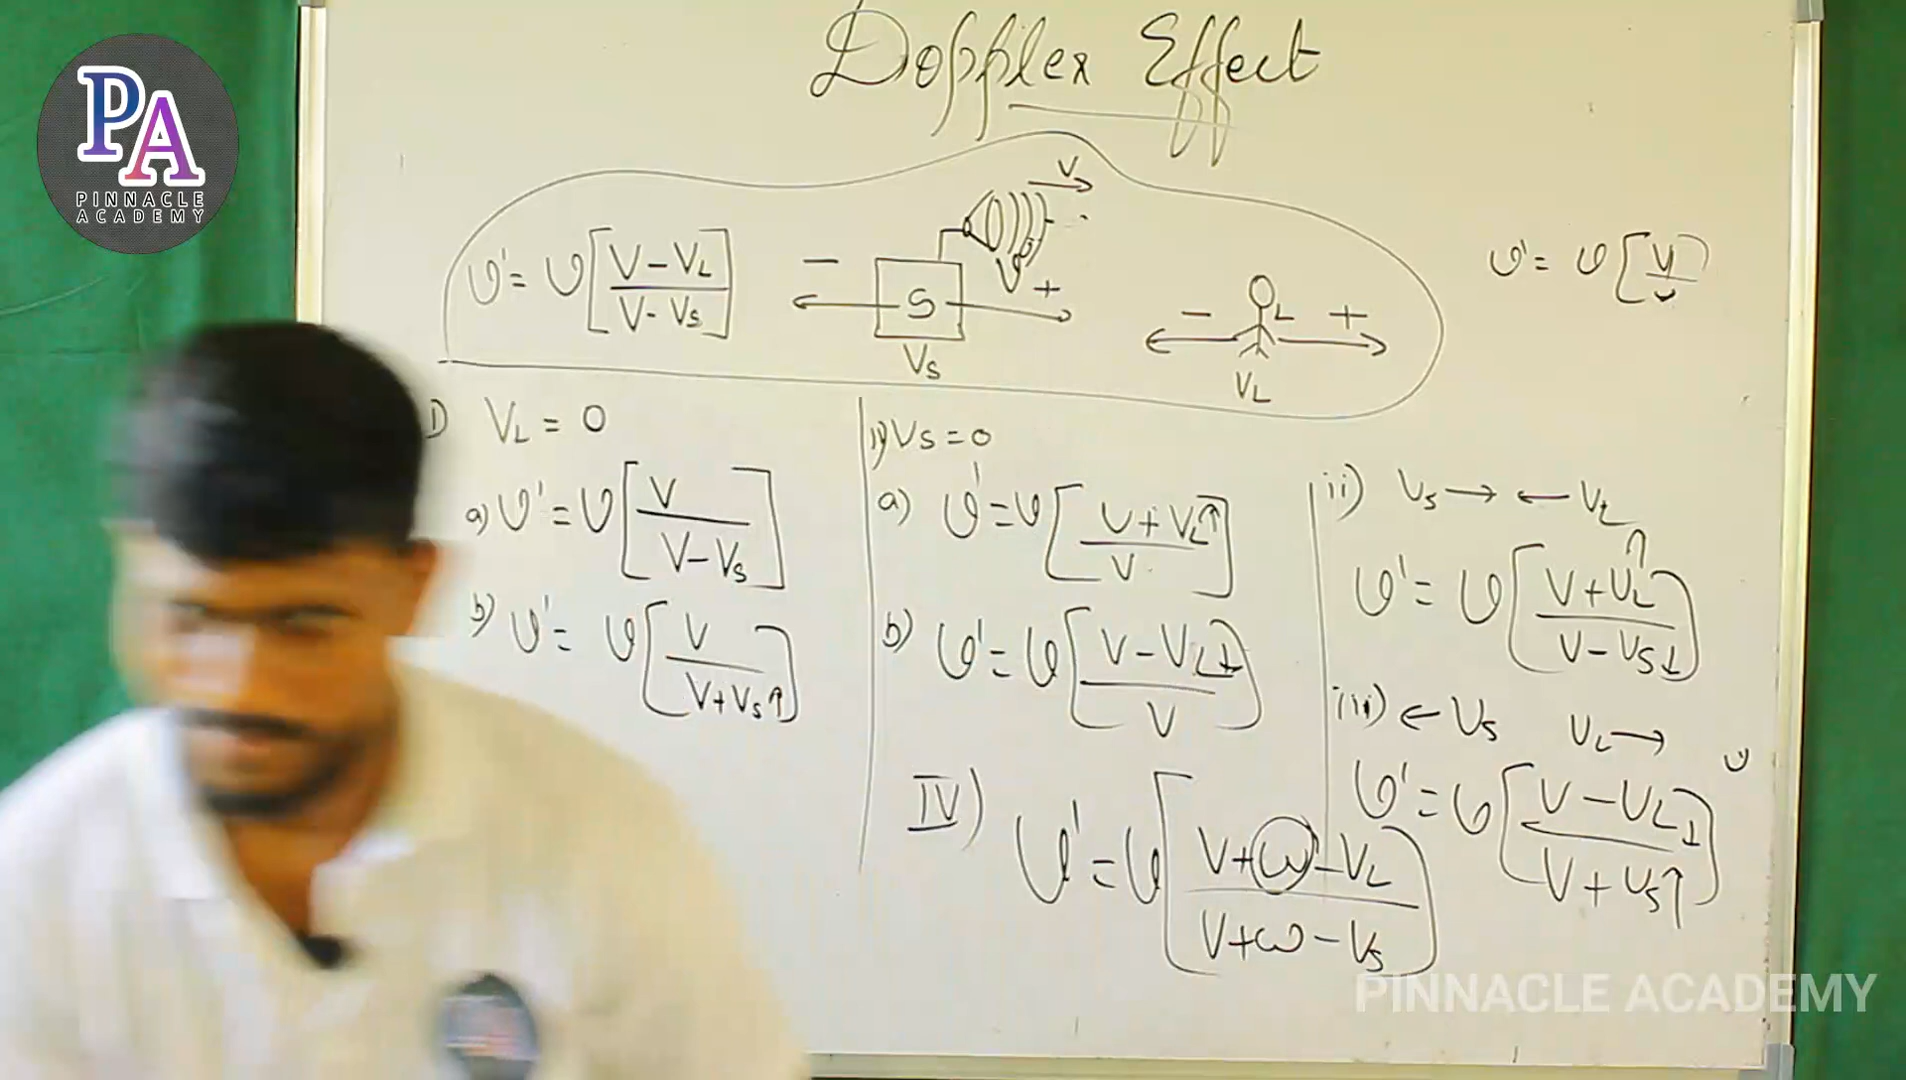 PA
PINNACLE
ACADEMY
Doppler Effect
υ' = υ [V - VL / V - Vs]
V
- S +
Vs
- L +
VL
υ' = υ [V / V]
I) VL = 0
a) υ' = υ [V / V - Vs]
b) υ' = υ [V / V + Vs↑]
ii) Vs = 0
a) υ' = υ [V + VL↑ / V]
b) υ' = υ [V - VL↓ / V]
ii) Vs → ← VL
υ' = υ [V + VL↑ / V - Vs↓]
iii) ← Vs VL →
υ' = υ [V - VL↓ / V + Vs↑]
IV) υ' = υ [V + ω - VL / V + ω - Vs]
PINNACLE ACADEMY